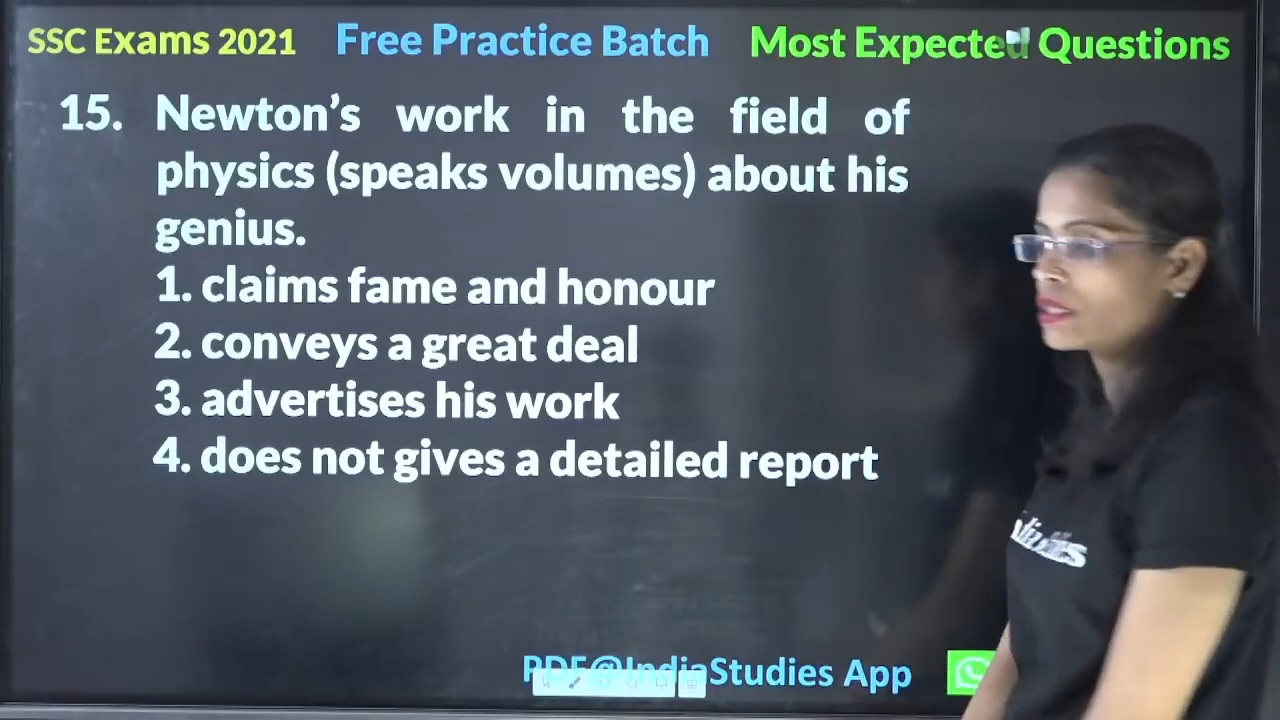 SSC Exams 2021 Free Practice Batch Most Expected Questions
15. Newton's work in the field of
physics (speaks volumes) about his
genius.
1. claims fame and honour
2. conveys a great deal
3. advertises his work
4. does not gives a detailed report
PDF@IndiaStudies App